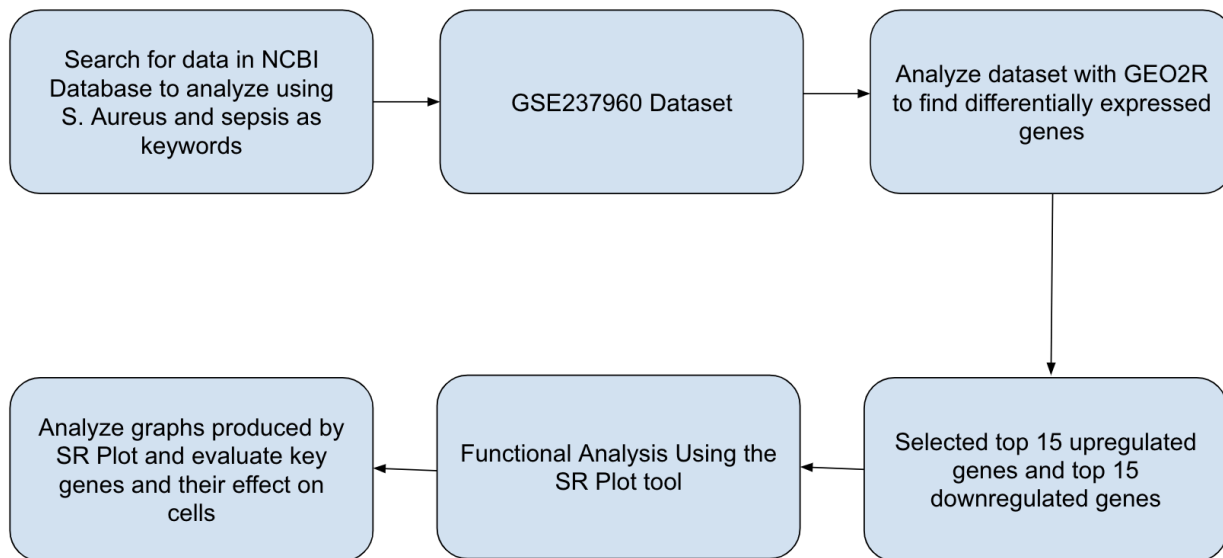 Search for data in NCBI
Database to analyze using
S. Aureus and sepsis as
keywords
GSE237960 Dataset
Analyze dataset with GEO2R
to find differentially expressed
genes
Selected top 15 upregulated
genes and top 15
downregulated genes
Functional Analysis Using the
SR Plot tool
Analyze graphs produced by
SR Plot and evaluate key
genes and their effect on
cells